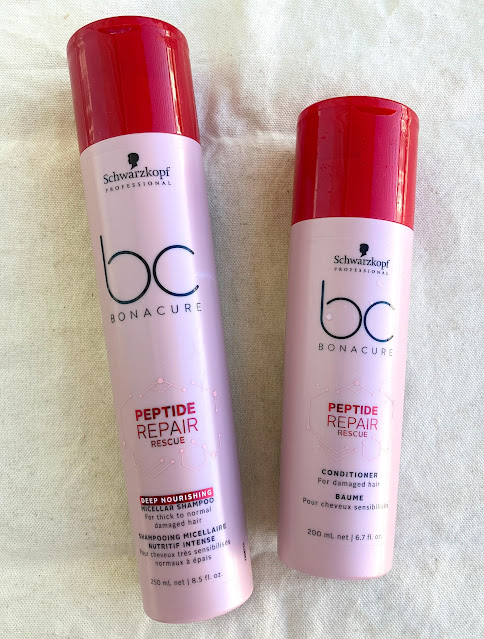 Schwarzkopf
PROFESSIONAL
bc
BONACURE
PEPTIDE
REPAIR
RESCUE
DEEP NOURISHING
MICELLAR SHAMPOO
For thick to normal
damaged hair
SHAMPOOING MICELLAIRE
NUTRITIF INTENSE
Pour cheveux très sensibilisés
normaux à épais
250 mL net | 8.5 fl. oz.
Schwarzkopf
PROFESSIONAL
bc
BONACURE
PEPTIDE
REPAIR
RESCUE
CONDITIONER
For damaged hair
BAUME
Pour cheveux sensibilisés
200 mL net | 6.7 fl. oz.